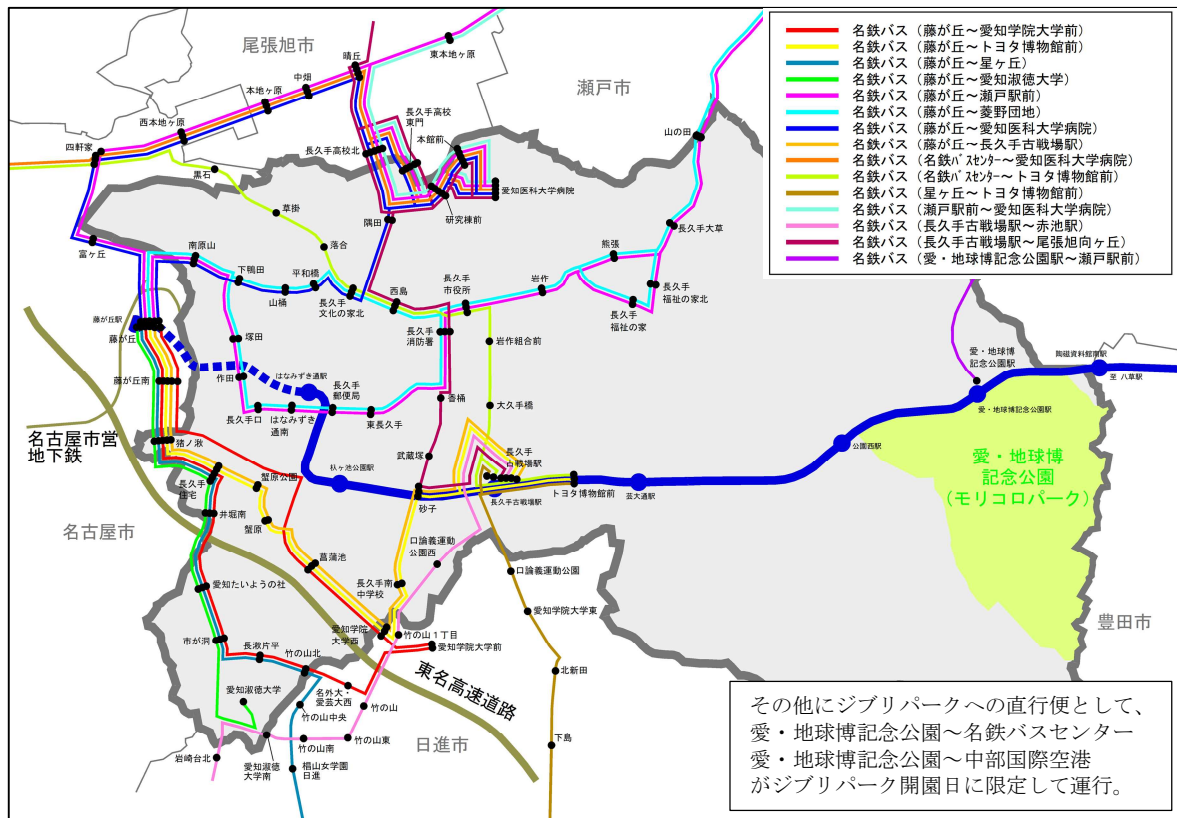 名鉄バス（藤が丘～愛知学院大学前）
名鉄バス（藤が丘～トヨタ博物館前）
名鉄バス（藤が丘～星ヶ丘）
名鉄バス（藤が丘～愛知淑徳大学）
名鉄バス（藤が丘～瀬戸駅前）
名鉄バス（藤が丘～菱野団地）
名鉄バス（藤が丘～愛知医科大学病院）
名鉄バス（藤が丘～長久手古戦場駅）
名鉄バス（名鉄ﾊﾞｽｾﾝﾀｰ～愛知医科大学病院）
名鉄バス（名鉄ﾊﾞｽｾﾝﾀｰ～トヨタ博物館前）
名鉄バス（星ヶ丘～トヨタ博物館前）
名鉄バス（瀬戸駅前～愛知医科大学病院）
名鉄バス（長久手古戦場駅～赤池駅）
名鉄バス（長久手古戦場駅～尾張旭向ヶ丘）
名鉄バス（愛・地球博記念公園駅～瀬戸駅前）
尾張旭市
晴丘
東本地ヶ原
中畑
本地ヶ原
西本地ヶ原
四軒家
瀬戸市
長久手高校
東門
本館前
長久手高校北
山の田
黒石
愛知医科大学病院
研究棟前
草掛
隅田
長久手大草
富ヶ丘
南原山
落合
熊張
下鴨田
平和橋
山桶
長久手
文化の家北
西島
長久手
市役所
岩作
長久手
福祉の家北
長久手
福祉の家
藤が丘駅
藤が丘
塚田
長久手
消防署
岩作組合前
愛・地球博
記念公園駅
陶磁資料館南駅
至 八草駅
藤が丘南
作田
はなみずき通駅
長久手
郵便局
香桶
大久手橋
愛・地球博記念公園駅
長久手口
はなみずき
通南
東長久手
名古屋市営
地下鉄
猪ノ湫
武蔵塚
長久手
古戦場駅
公園西駅
愛・地球博
記念公園
（モリコロパーク）
長久手
住宅
蟹原公園
杁ヶ池公園駅
砂子
長久手古戦場駅
トヨタ博物館前
芸大通駅
井堀南
蟹原
名古屋市
口論義運動
公園西
菖蒲池
口論義運動公園
愛知たいようの杜
長久手南
中学校
愛知学院大学東
豊田市
市が洞
愛知学院
大学西
竹の山１丁目
愛知学院大学前
長湫片平
竹の山北
東名高速道路
北新田
愛知淑徳大学
名外大・
愛芸大西
竹の山中央
竹の山
日進市
竹の山南
竹の山東
下島
岩崎台北
愛知淑徳
大学南
椙山女学園
日進
その他にジブリパークへの直行便として、
愛・地球博記念公園～名鉄バスセンター
愛・地球博記念公園～中部国際空港
がジブリパーク開園日に限定して運行。